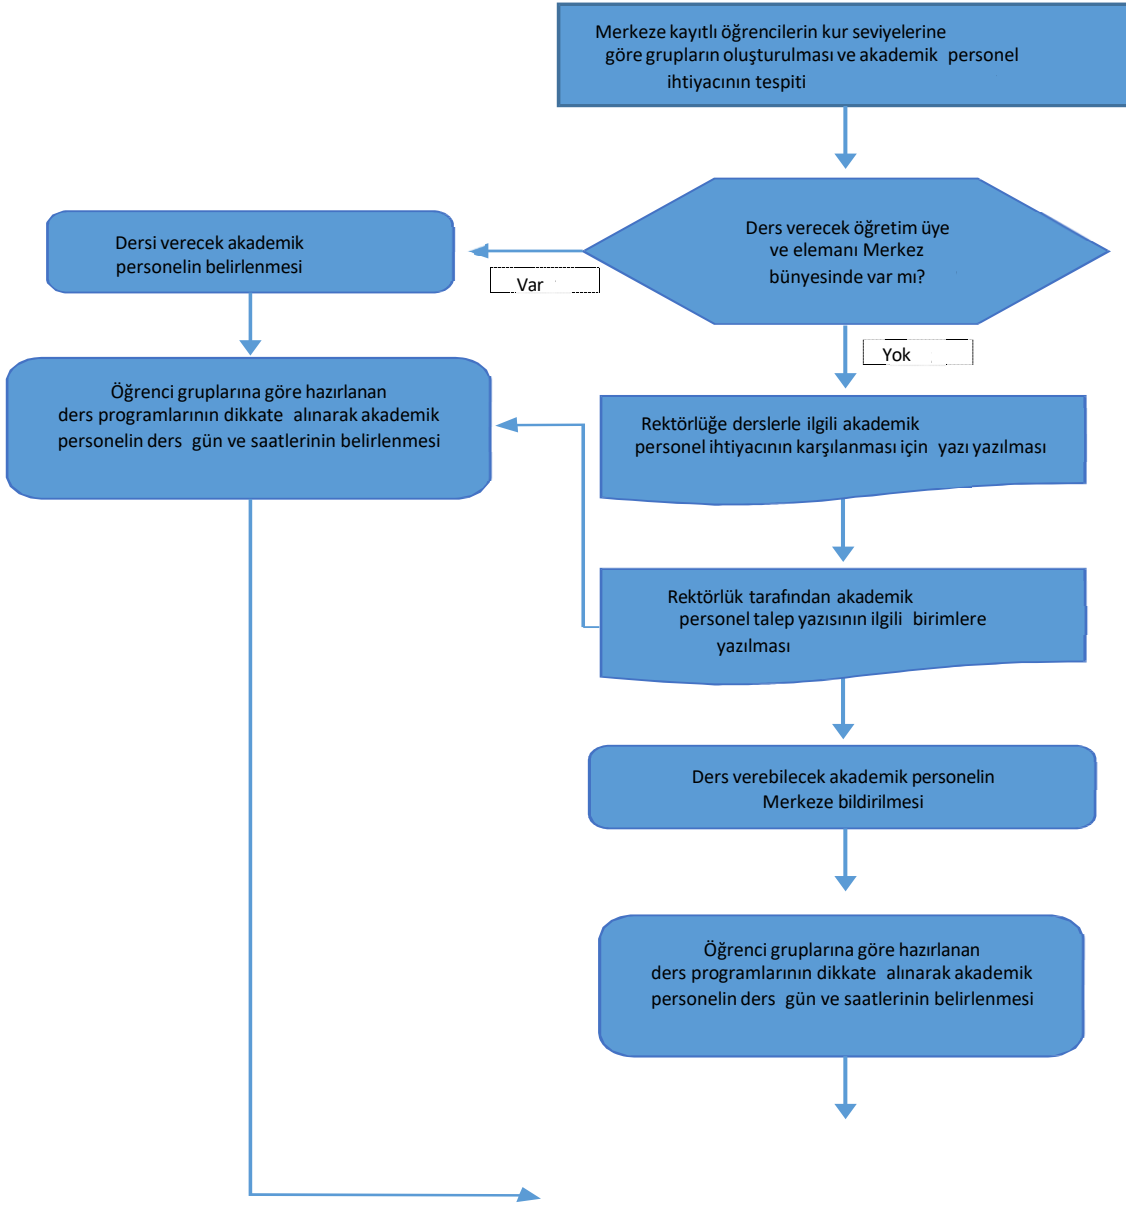 Merkeze kayıtlı öğrencilerin kur seviyelerine
göre grupların oluşturulması ve akademik personel
ihtiyacının tespiti
Ders verecek öğretim üye
ve elemanı Merkez
bünyesinde var mı?
Dersi verecek akademik
personelin belirlenmesi
Var
Yok
Öğrenci gruplarına göre hazırlanan
ders programlarının dikkate alınarak akademik
personelin ders gün ve saatlerinin belirlenmesi
Rektörlüğe derslerle ilgili akademik
personel ihtiyacının karşılanması için yazı yazılması
Rektörlük tarafından akademik
personel talep yazısının ilgili birimlere
yazılması
Ders verebilecek akademik personelin
Merkeze bildirilmesi
Öğrenci gruplarına göre hazırlanan
ders programlarının dikkate alınarak akademik
personelin ders gün ve saatlerinin belirlenmesi